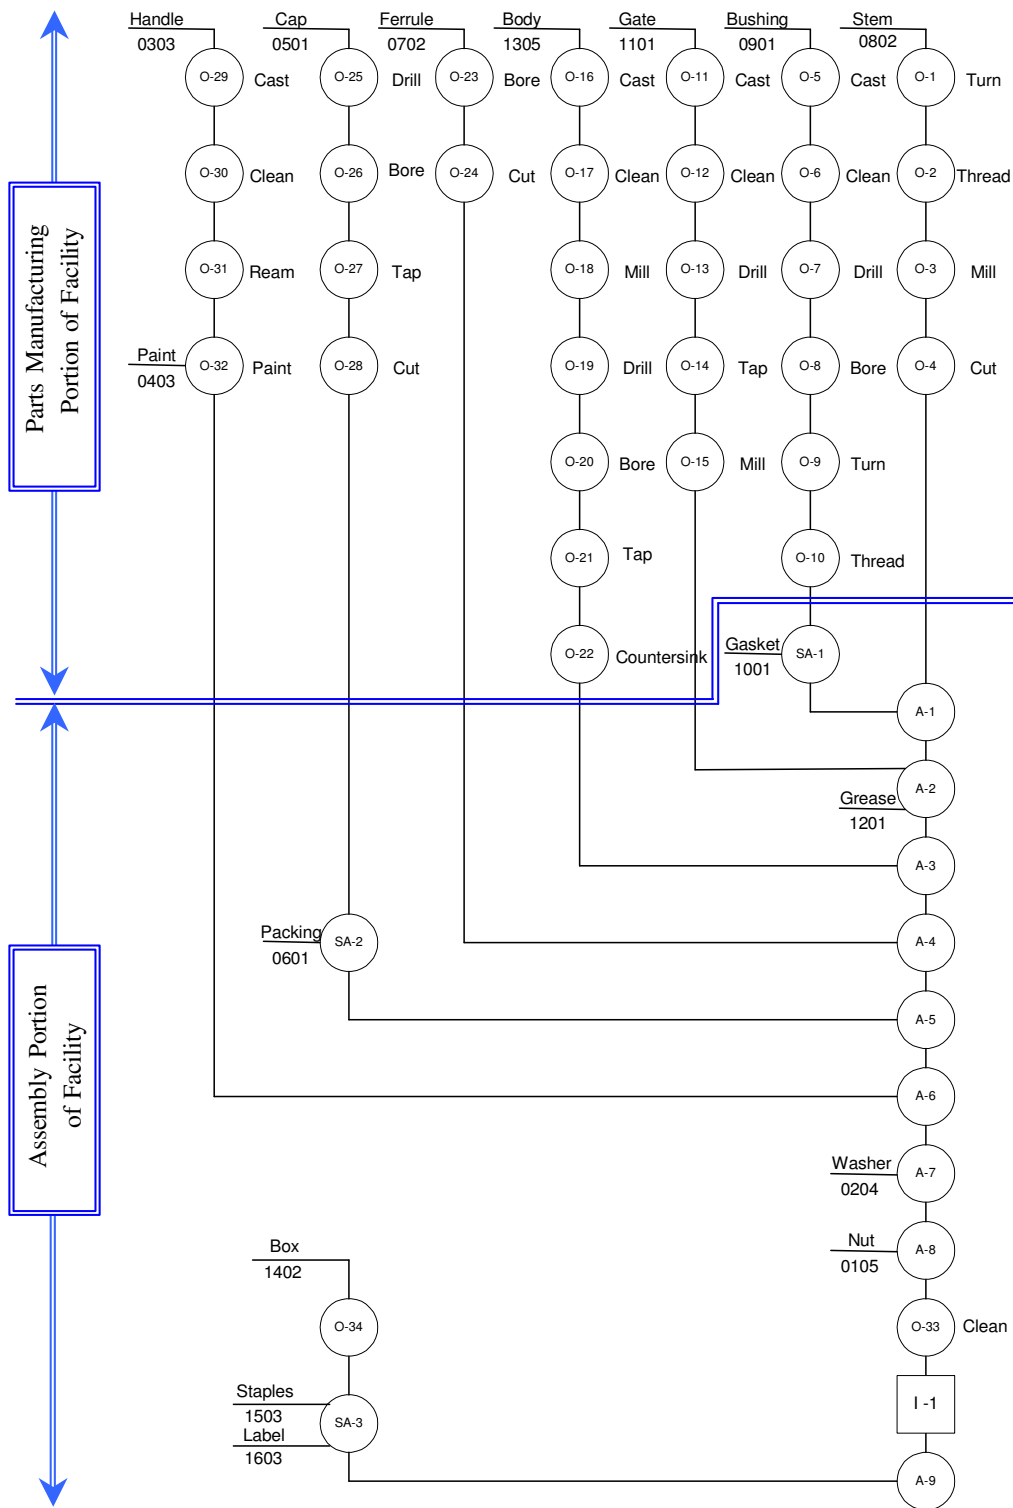 Handle Cap Ferrule Body Gate Bushing Stem
0303 0501 0702 1305 1101 0901 0802
O-29 Cast O-25 Drill O-23 Bore O-16 Cast O-11 Cast O-5 Cast O-1 Turn
O-30 Clean O-26 Bore O-24 Cut O-17 Clean O-12 Clean O-6 Clean O-2 Thread
O-31 Ream O-27 Tap O-18 Mill O-13 Drill O-7 Drill O-3 Mill
Paint
0403
O-32 Paint O-28 Cut O-19 Drill O-14 Tap O-8 Bore O-4 Cut
O-20 Bore O-15 Mill O-9 Turn
O-21 Tap O-10 Thread
O-22 Countersink
Gasket
1001
SA-1
A-1
A-2
Grease
1201
A-3
Packing
0601
SA-2 A-4
A-5
A-6
Washer
0204
A-7
Nut
0105
A-8
Box
1402
O-34 O-33 Clean
I -1
Staples
1503
Label
1603
SA-3
A-9
Parts Manufacturing
Portion of Facility
Assembly Portion
of Facility